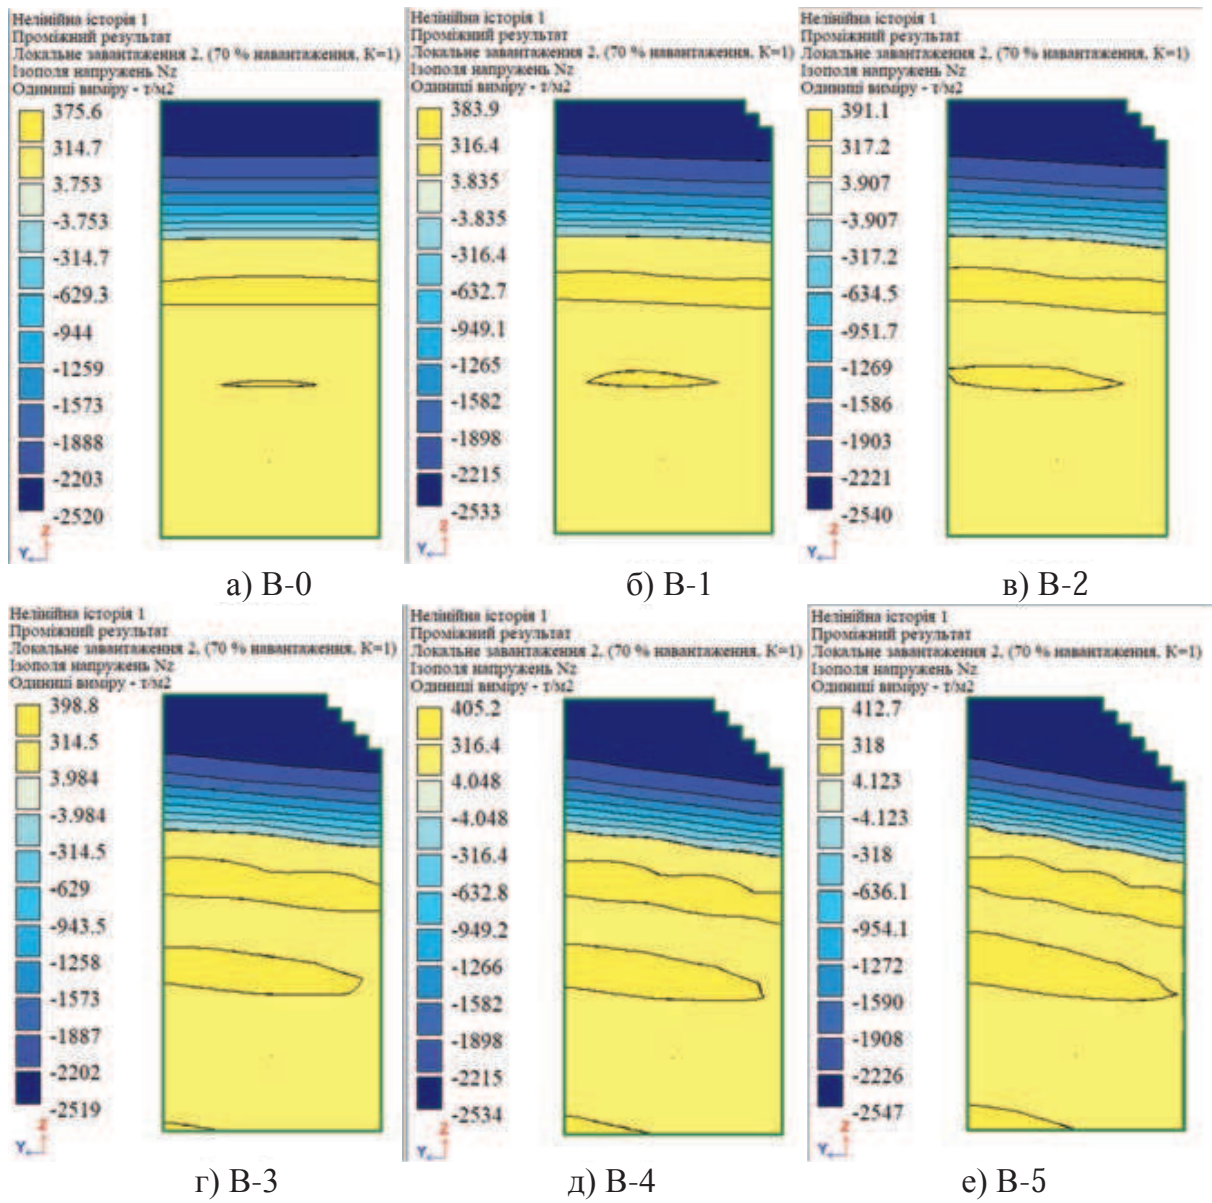 Нелінійна історія 1
Проміжний результат
Локальне завантаження 2, (70 % навантаження, К=1)
Ізополя напружень Nz
Одиниці виміру - т/м2
375.6
314.7
3.753
-3.753
-314.7
-629.3
-944
-1259
-1573
-1888
-2203
-2520
Z
Y
а) В-0
Нелінійна історія 1
Проміжний результат
Локальне завантаження 2, (70 % навантаження, К=1)
Ізополя напружень Nz
Одиниці виміру - т/м2
383.9
316.4
3.835
-3.835
-316.4
-632.7
-949.1
-1265
-1582
-1898
-2215
-2533
Z
Y
б) В-1
Нелінійна історія 1
Проміжний результат
Локальне завантаження 2, (70 % навантаження, К=1)
Ізополя напружень Nz
Одиниці виміру - т/м2
391.1
317.2
3.907
-3.907
-317.2
-634.5
-951.7
-1269
-1586
-1903
-2221
-2540
Z
Y
в) В-2
Нелінійна історія 1
Проміжний результат
Локальне завантаження 2, (70 % навантаження, К=1)
Ізополя напружень Nz
Одиниці виміру - т/м2
398.8
314.5
3.984
-3.984
-314.5
-629
-943.5
-1258
-1573
-1887
-2202
-2519
Z
Y
г) В-3
Нелінійна історія 1
Проміжний результат
Локальне завантаження 2, (70 % навантаження, К=1)
Ізополя напружень Nz
Одиниці виміру - т/м2
405.2
316.4
4.048
-4.048
-316.4
-632.8
-949.2
-1266
-1582
-1898
-2215
-2534
Z
Y
д) В-4
Нелінійна історія 1
Проміжний результат
Локальне завантаження 2, (70 % навантаження, К=1)
Ізополя напружень Nz
Одиниці виміру - т/м2
412.7
318
4.123
-4.123
-318
-636.1
-954.1
-1272
-1590
-1908
-2226
-2547
Z
Y
е) В-5